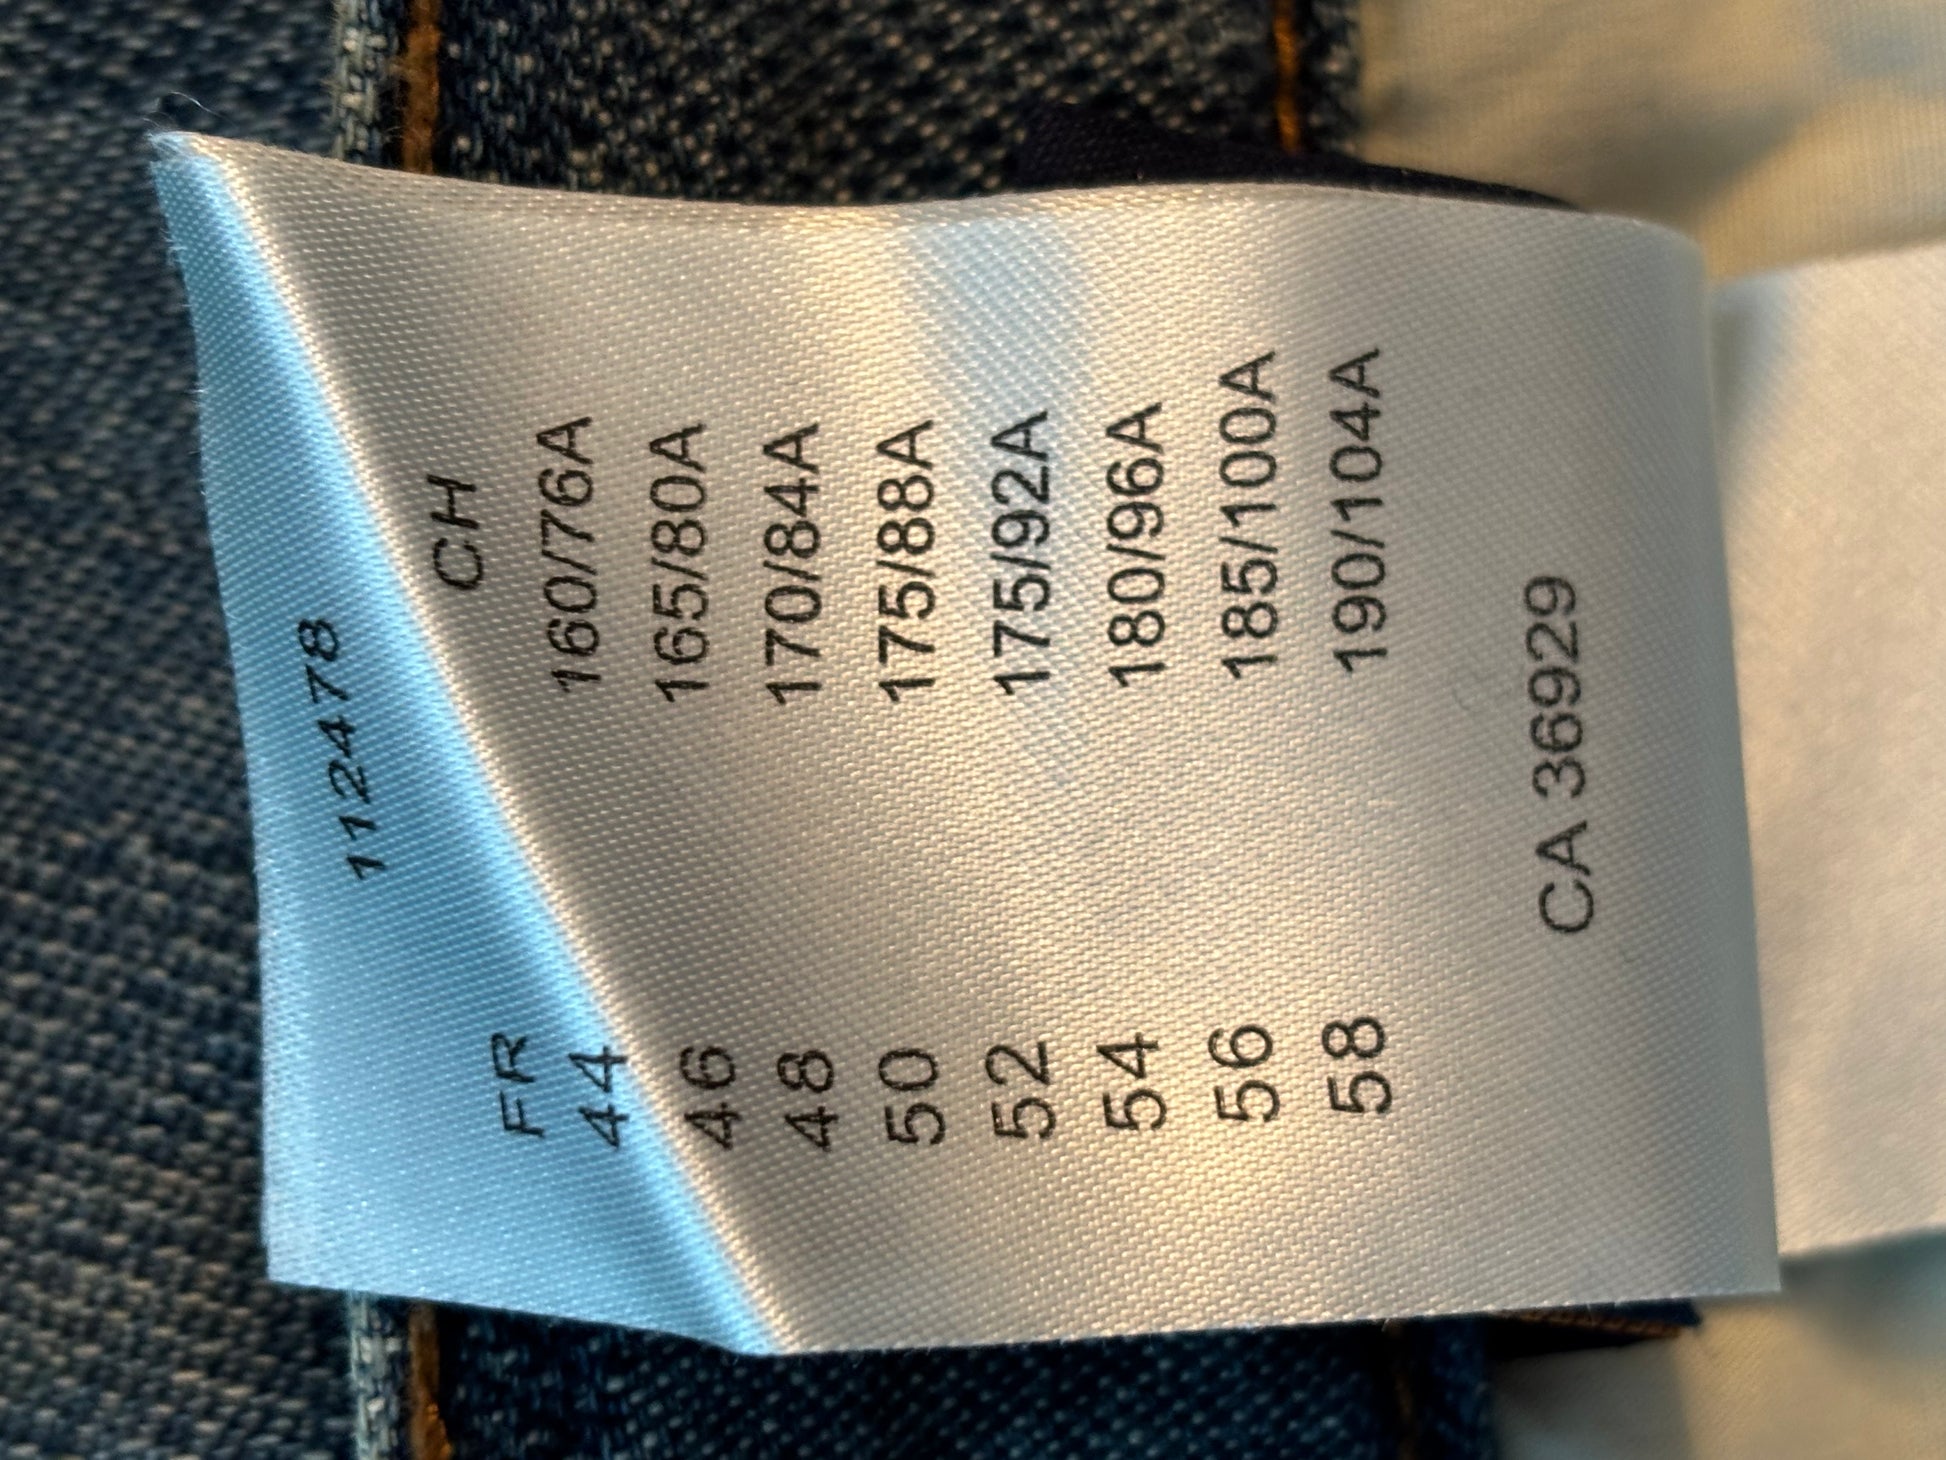 112478
FR CH
44 160/76A
46 165/80A
48 170/84A
50 175/88A
52 175/92A
54 180/96A
56 185/100A
58 190/104A
CA 36929